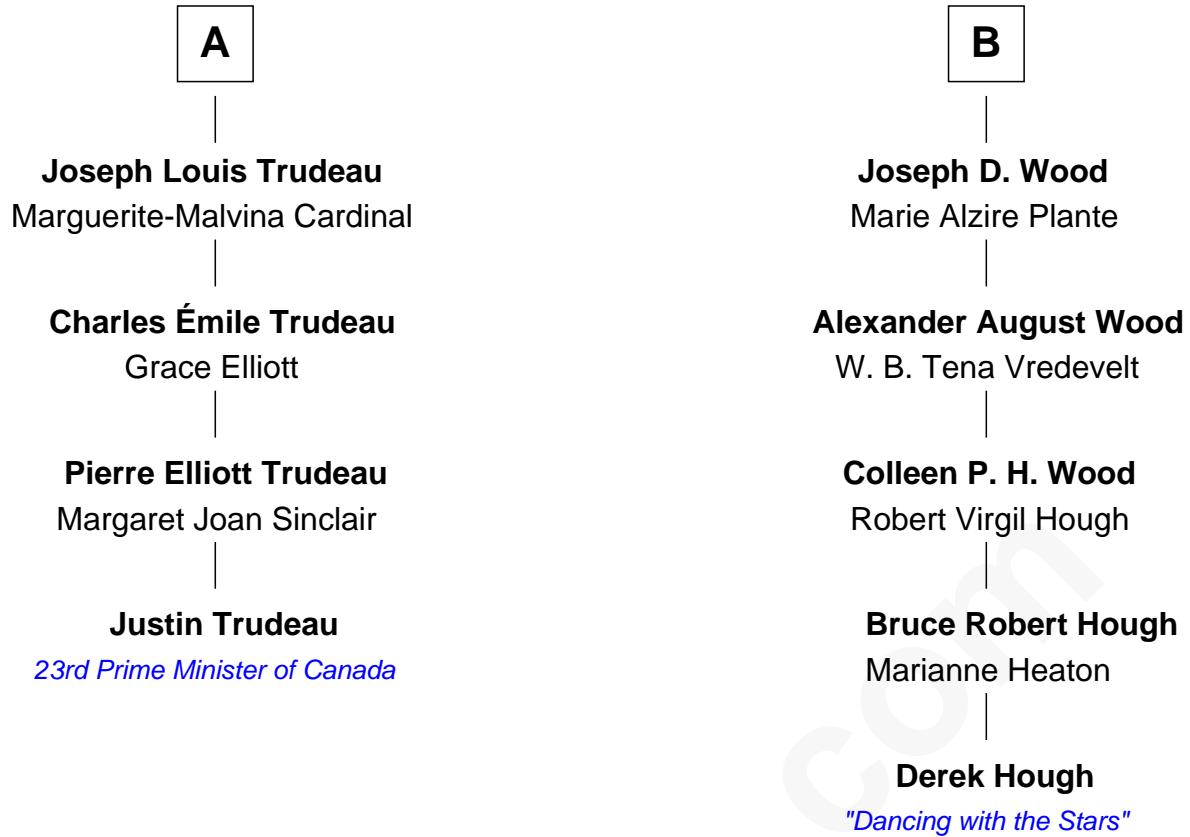 A
Joseph Louis Trudeau
Marguerite-Malvina Cardinal
Charles Émile Trudeau
Grace Elliott
Pierre Elliott Trudeau
Margaret Joan Sinclair
Justin Trudeau
23rd Prime Minister of Canada
B
Joseph D. Wood
Marie Alzire Plante
Alexander August Wood
W. B. Tena Vredevelt
Colleen P. H. Wood
Robert Virgil Hough
Bruce Robert Hough
Marianne Heaton
Derek Hough
"Dancing with the Stars"
com